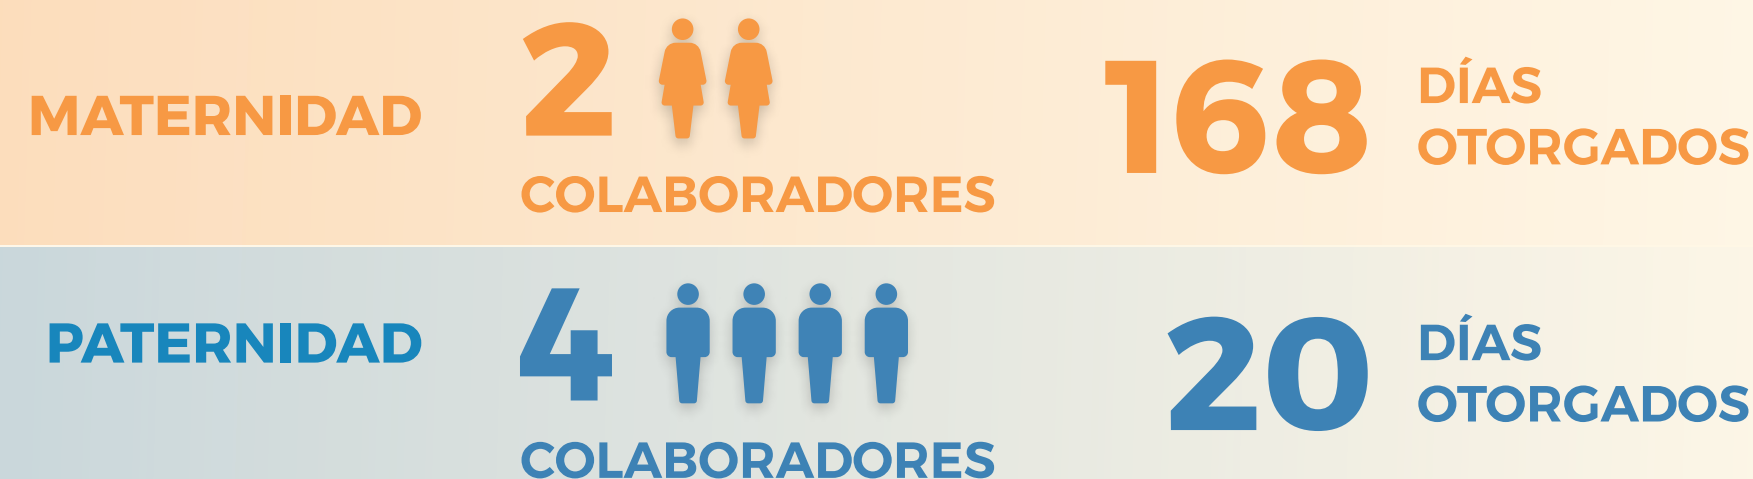 MATERNIDAD
2
COLABORADORES
168
DÍAS
OTORGADOS
PATERNIDAD
4
COLABORADORES
20
DÍAS
OTORGADOS